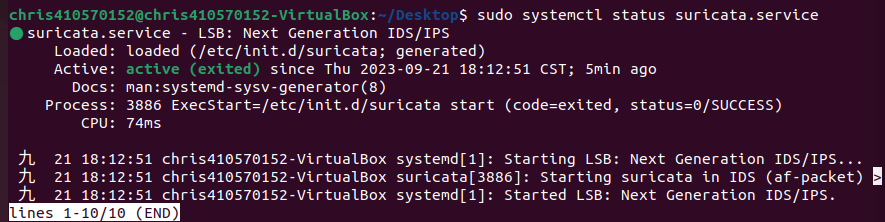 chris410570152@chris410570152-VirtualBox:~/Desktop$ sudo systemctl status suricata.service
● suricata.service - LSB: Next Generation IDS/IPS
Loaded: loaded (/etc/init.d/suricata; generated)
Active: active (exited) since Thu 2023-09-21 18:12:51 CST; 5min ago
Docs: man:systemd-sysv-generator(8)
Process: 3886 ExecStart=/etc/init.d/suricata start (code=exited, status=0/SUCCESS)
CPU: 74ms
九 21 18:12:51 chris410570152-VirtualBox systemd[1]: Starting LSB: Next Generation IDS/IPS...
九 21 18:12:51 chris410570152-VirtualBox suricata[3886]: Starting suricata in IDS (af-packet) >
九 21 18:12:51 chris410570152-VirtualBox systemd[1]: Started LSB: Next Generation IDS/IPS.
lines 1-10/10 (END)